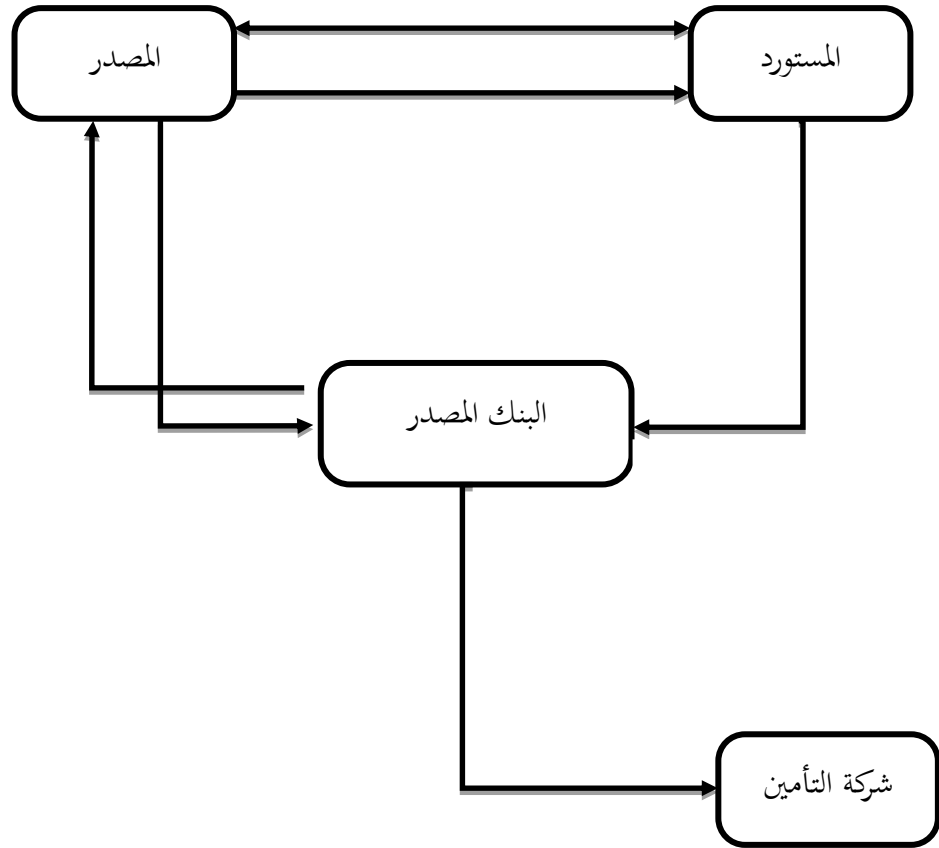 المستورد
المصدر
البنك المصدر
شركة التأمين